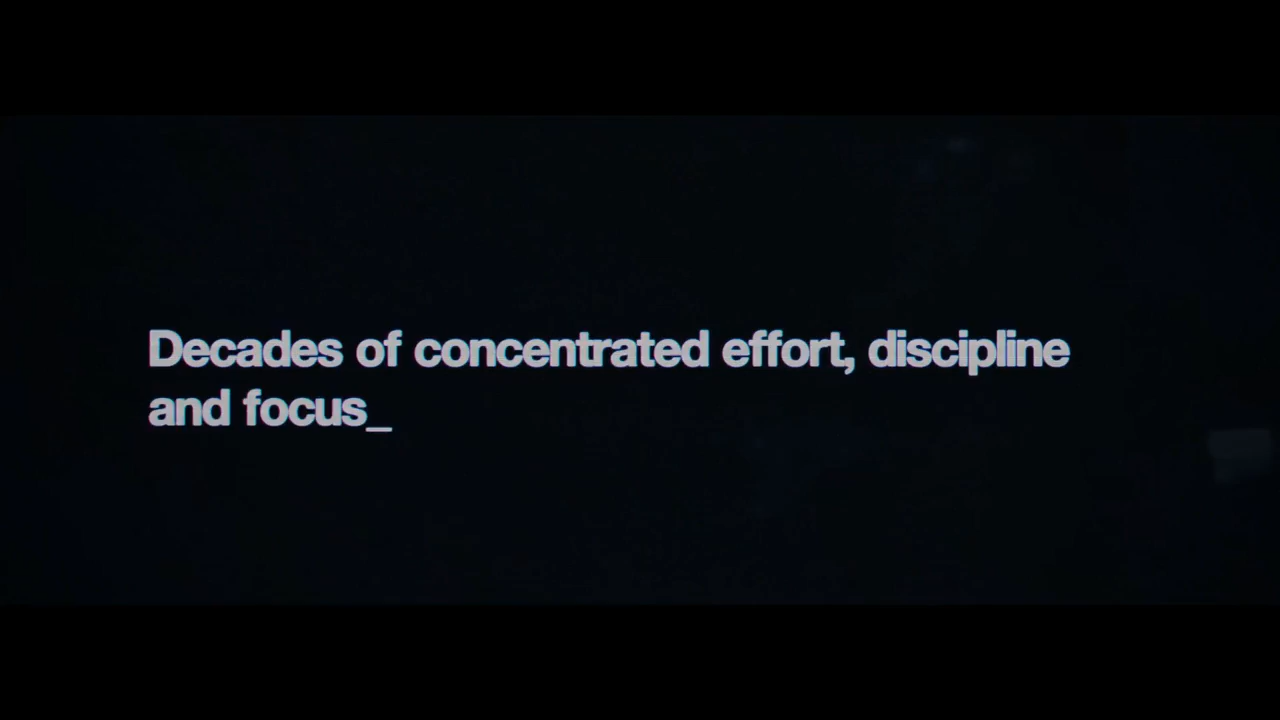 Decades of concentrated effort, discipline
and focus_